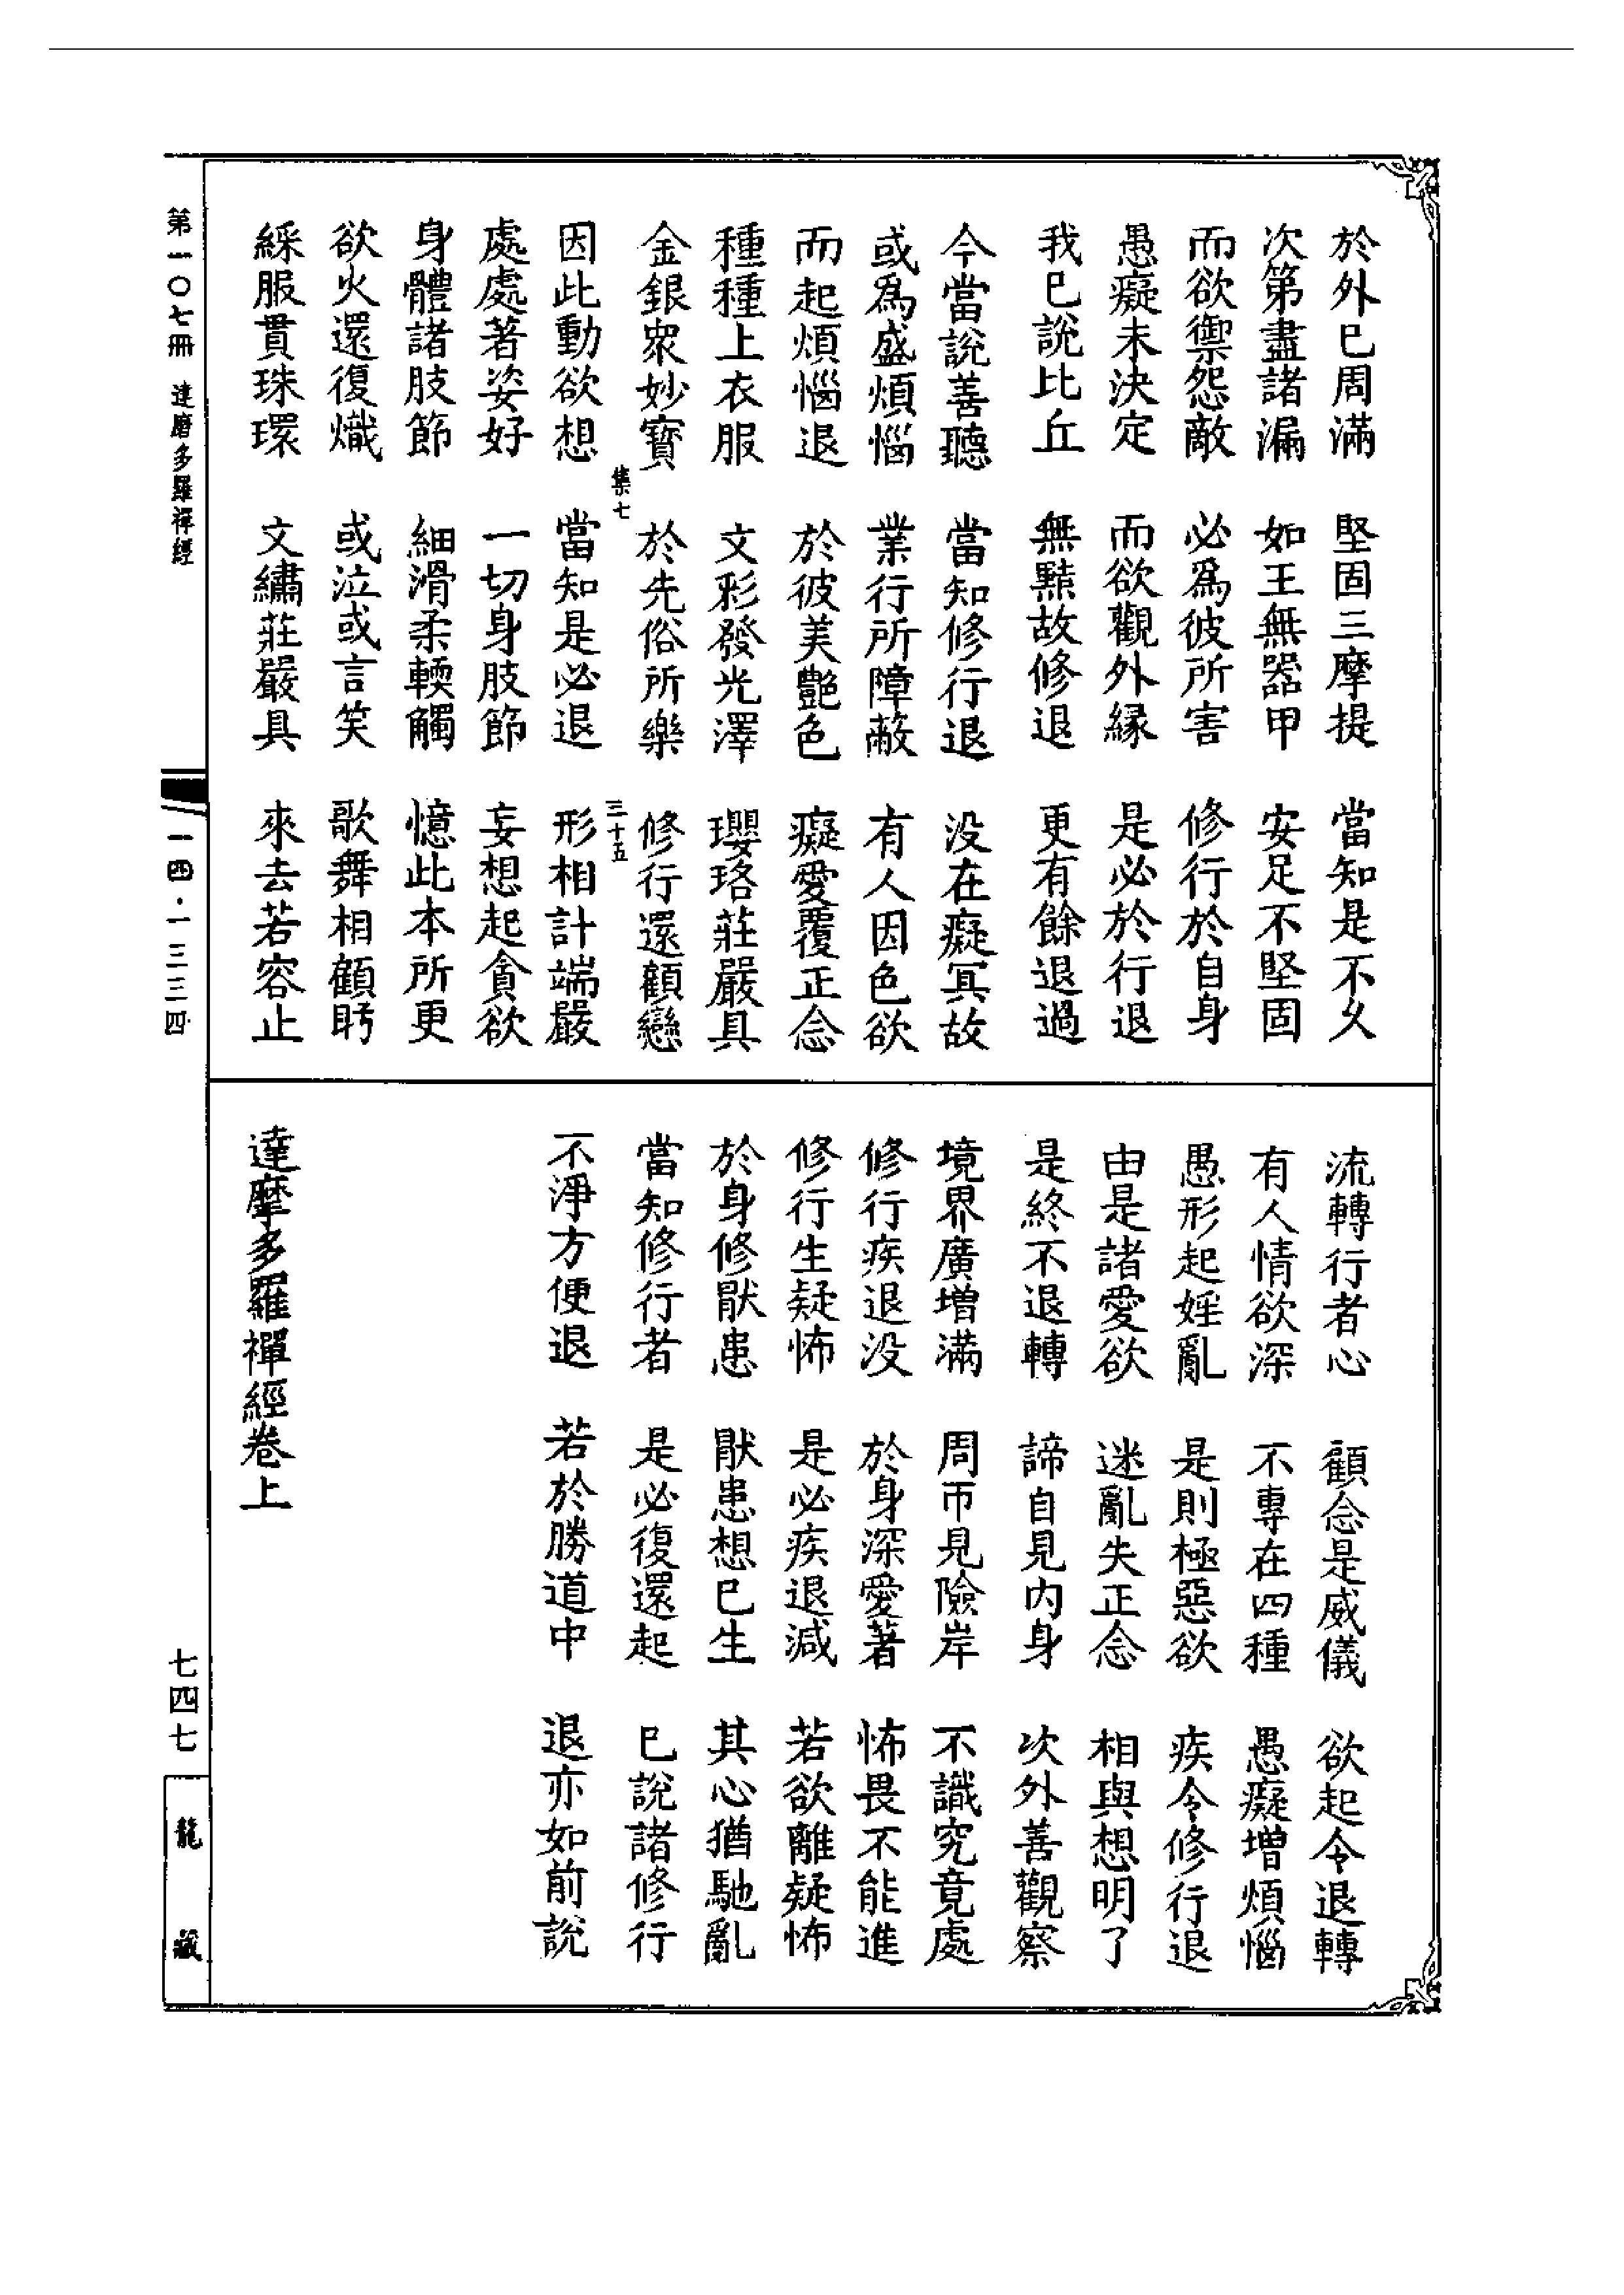 於外已周滿　堅固三摩提　當知是不久
次第盡諸漏　如王無器甲　安足不堅固
而欲禦怨敵　必爲彼所害　修行於自身
愚癡未決定　而欲觀外緣　是必於行退
我已說比丘　無黠故修退　更有餘退過
今當說善聽　當知修行退　没在癡冥故
或爲盛煩惱　業行所障蔽　有人因色欲
而起煩惱退　於彼美艷色　癡愛覆正念
種種上衣服　文彩發光澤　瓔珞莊嚴具
金銀衆妙寶　於先俗所樂　修行還顧戀
集七　三十五
因此動欲想　當知是必退　形相計端嚴
處處著姿好　一切身肢節　妄想起貪欲
身體諸肢節　細滑柔輭觸　憶此本所更
欲火還復熾　或泣或言笑　歌舞相顧眄
綵服貫珠環　文繡莊嚴具　來去若容止
流轉行者心　顧念是威儀　欲起令退轉
有人情欲深　不專在四種　愚癡增煩惱
愚形起婬亂　是則極惡欲　疾令修行退
由是諸愛欲　迷亂失正念　相與想明了
是終不退轉　諦自見内身　次外善觀察
境界廣增滿　周帀見險岸　不識究竟處
修行疾退没　於身深愛著　怖畏不能進
修行生疑怖　是必疾退減　若欲離疑怖
於身修猒患　猒患想已生　其心猶馳亂
當知修行者　是必復還起　已說諸修行
不淨方便退　若於勝道中　退亦如前說
達摩多羅禪經卷上
第一〇七冊　達磨多羅禪經
一四·一三三四
七四七
龍藏